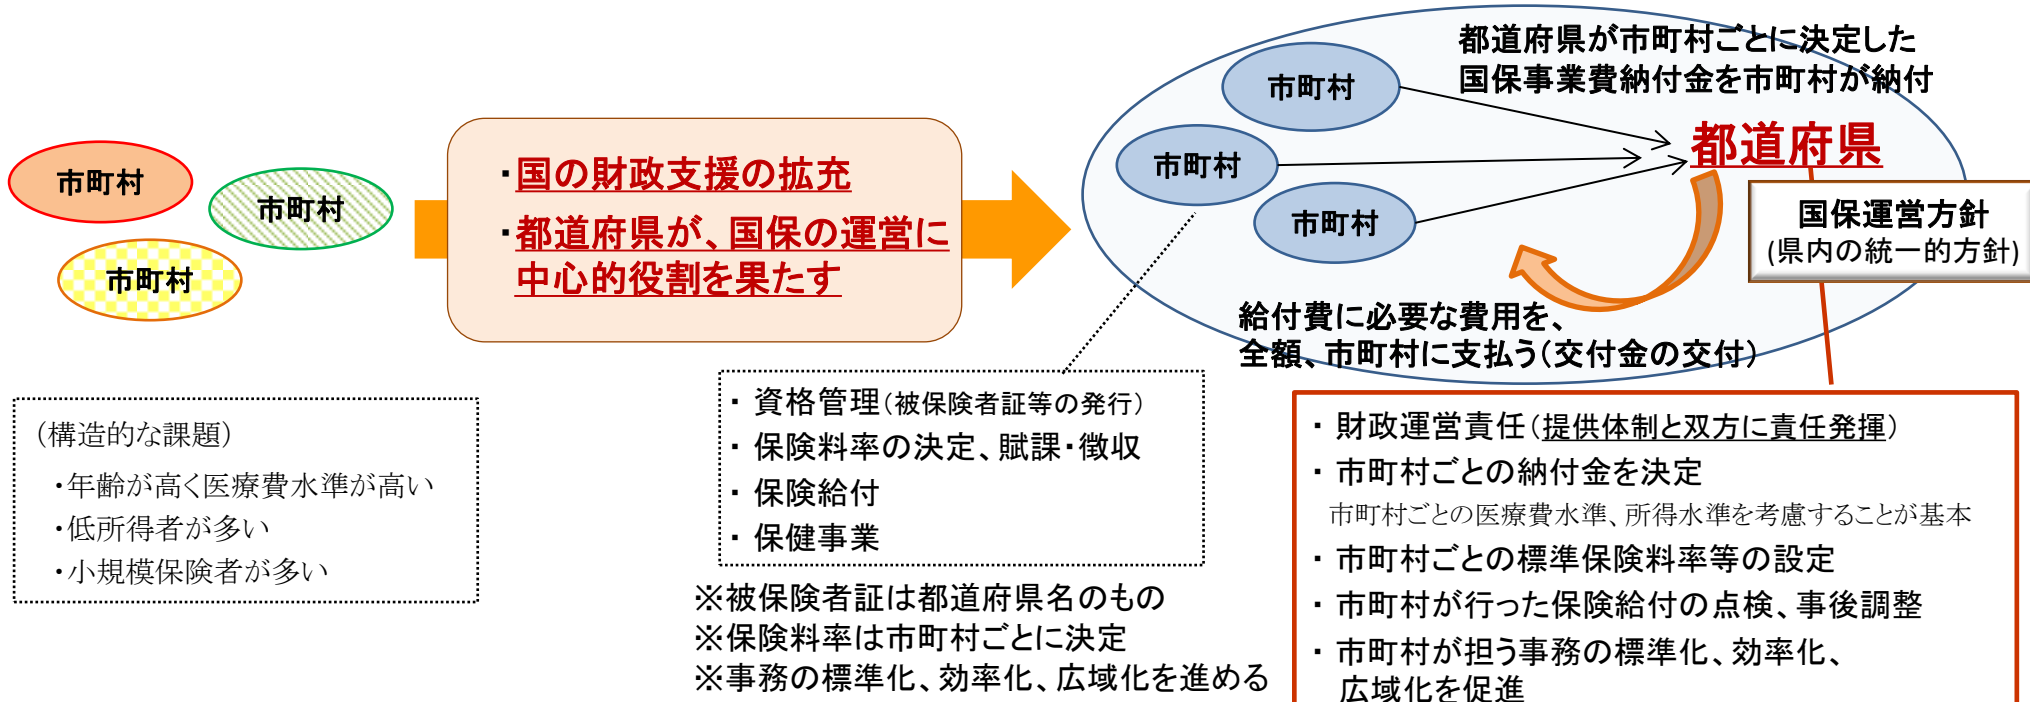 市町村
市町村
市町村
（構造的な課題）
・年齢が高く医療費水準が高い
・低所得者が多い
・小規模保険者が多い
・国の財政支援の拡充
・都道府県が、国保の運営に
中心的役割を果たす
都道府県が市町村ごとに決定した
国保事業費納付金を市町村が納付
市町村
市町村
市町村
都道府県
国保運営方針
(県内の統一的方針)
給付費に必要な費用を、
全額、市町村に支払う（交付金の交付）
・ 資格管理（被保険者証等の発行）
・ 保険料率の決定、賦課・徴収
・ 保険給付
・ 保健事業
※被保険者証は都道府県名のもの
※保険料率は市町村ごとに決定
※事務の標準化、効率化、広域化を進める
・ 財政運営責任（提供体制と双方に責任発揮）
・ 市町村ごとの納付金を決定
市町村ごとの医療費水準、所得水準を考慮することが基本
・ 市町村ごとの標準保険料率等の設定
・ 市町村が行った保険給付の点検、事後調整
・ 市町村が担う事務の標準化、効率化、
広域化を促進